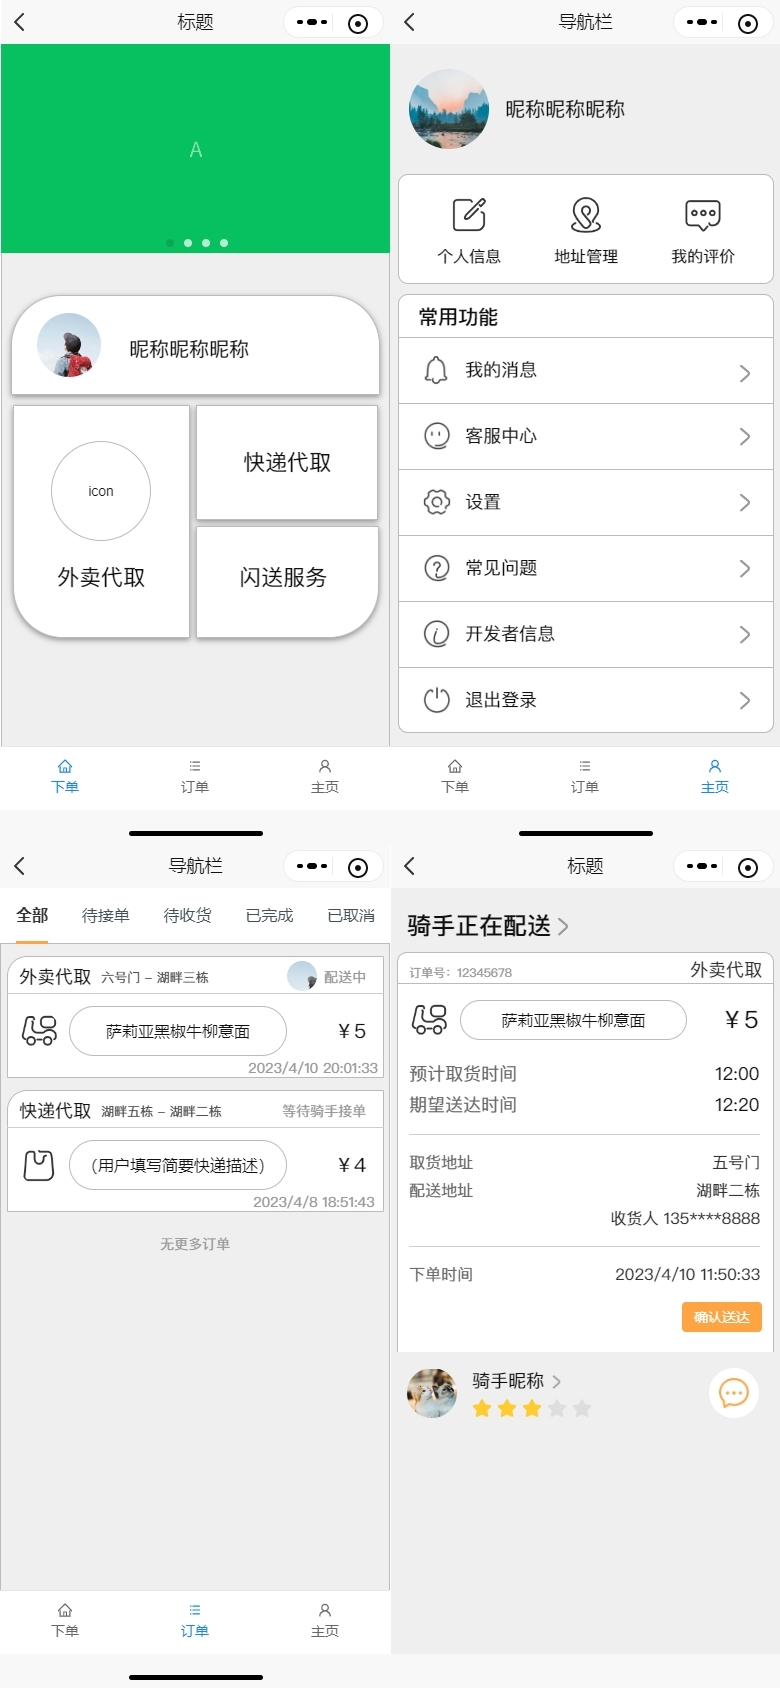 标题
A
昵称昵称昵称
icon
外卖代取
快递代取
闪送服务
下单
订单
主页
导航栏
昵称昵称昵称
个人信息
地址管理
我的评价
常用功能
我的消息
客服中心
设置
常见问题
开发者信息
退出登录
下单
订单
主页
导航栏
全部 待接单 待收货 已完成 已取消
外卖代取 六号门 – 湖畔三栋 配送中
萨莉亚黑椒牛柳意面 ¥5
2023/4/10 20:01:33
快递代取 湖畔五栋 – 湖畔二栋 等待骑手接单
(用户填写简要快递描述) ¥4
2023/4/8 18:51:43
无更多订单
下单
订单
主页
标题
骑手正在配送
订单号: 12345678 外卖代取
萨莉亚黑椒牛柳意面 ¥5
预计取货时间 12:00
期望送达时间 12:20
取货地址 五号门
配送地址 湖畔二栋
收货人 135****8888
下单时间 2023/4/10 11:50:33
确认送达
骑手昵称